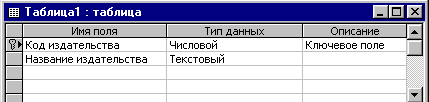 Таблица1 : таблица
Имя поля Тип данных Описание
Код издательства Числовой Ключевое поле
Название издательства Текстовый